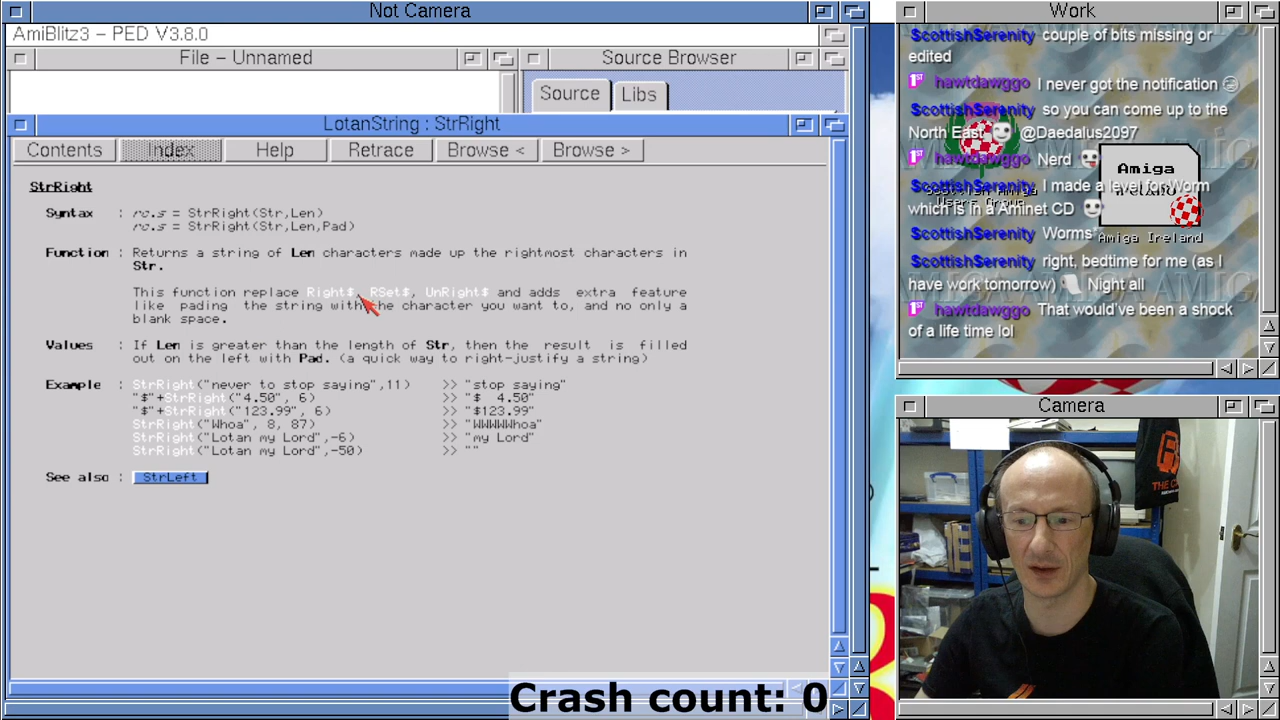 Not Camera
AmiBlitz3 – PED V3.8.0
File – Unnamed
Source Browser
Source
Libs
LotanString : StrRight
Contents
Index
Help
Retrace
Browse <
Browse >
StrRight
Syntax : rc.s = StrRight(Str,Len)
rc.s = StrRight(Str,Len,Pad)
Function : Returns a string of Len characters made up the rightmost characters in
Str.
This function replace Right$, RSet$, UnRight$ and adds extra feature
like pading the string with the character you want to, and no only a
blank space.
Values : If Len is greater than the length of Str, then the result is filled
out on the left with Pad. (a quick way to right-justify a string)
Example : StrRight("never to stop saying",11) >> "stop saying"
"$"+StrRight("4.50", 6) >> "$  4.50"
"$"+StrRight("123.99", 6) >> "$123.99"
StrRight("Whoa", 8, 87) >> "WWWWWhoa"
StrRight("Lotan my Lord",-6) >> "my Lord"
StrRight("Lotan my Lord",-50) >> ""
See also : StrLeft
Crash count: 0
Work
ScottishSerenity couple of bits missing or
edited
1ST hawtdawggo I never got the notification
ScottishSerenity so you can come up to the
North East @Daedalus2097
1ST hawtdawggo Nerd
ScottishSerenity I made a level for Worm
which is in a Aminet CD
ScottishSerenity Worms*
ScottishSerenity right, bedtime for me (as I
have work tomorrow) Night all
1ST hawtdawggo That would've been a shock
of a life time lol
Amiga
Ireland
Users Group
Amiga Ireland
Camera